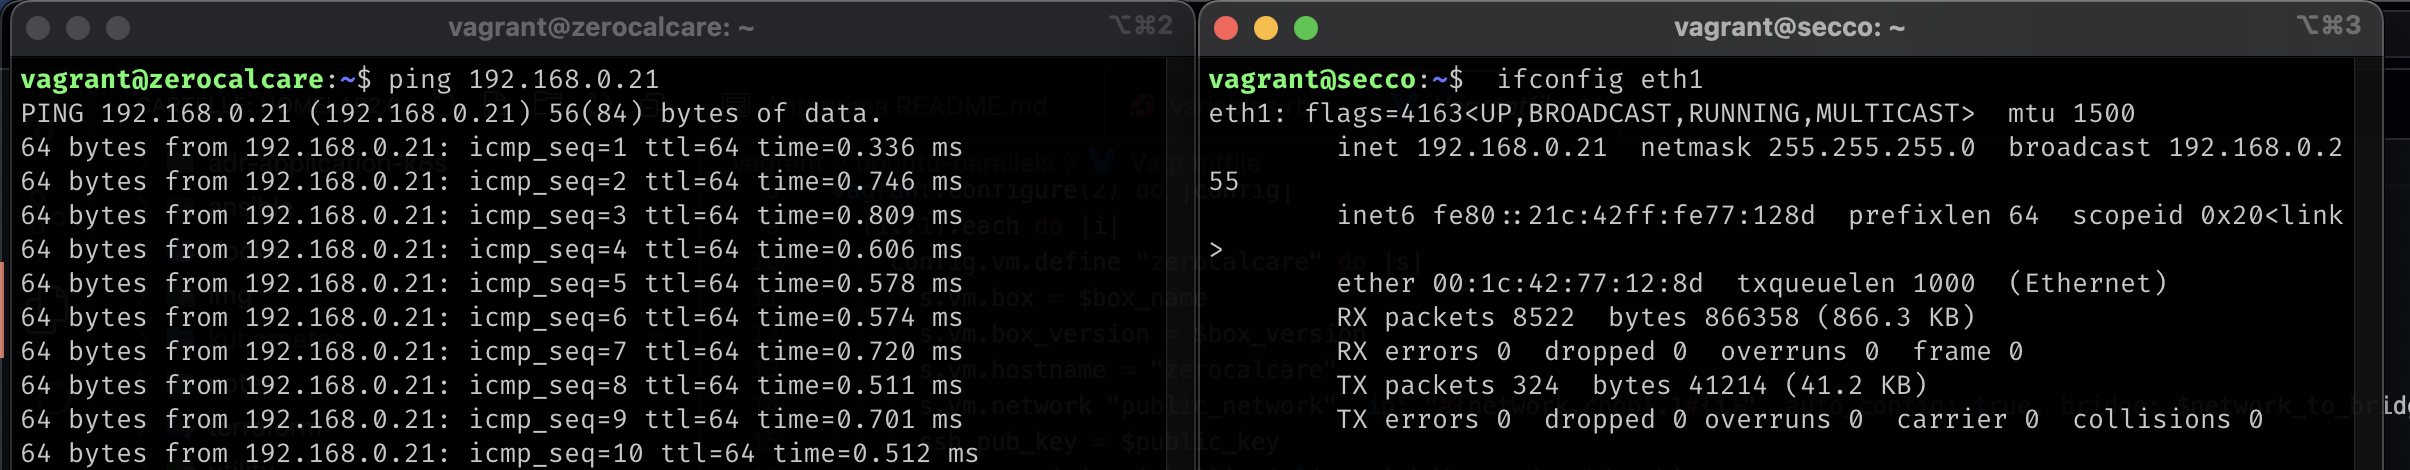 vagrant@zerocalcare: ~
⌥⌘2
vagrant@zerocalcare:~$ ping 192.168.0.21
PING 192.168.0.21 (192.168.0.21) 56(84) bytes of data.
64 bytes from 192.168.0.21: icmp_seq=1 ttl=64 time=0.336 ms
64 bytes from 192.168.0.21: icmp_seq=2 ttl=64 time=0.746 ms
64 bytes from 192.168.0.21: icmp_seq=3 ttl=64 time=0.809 ms
64 bytes from 192.168.0.21: icmp_seq=4 ttl=64 time=0.606 ms
64 bytes from 192.168.0.21: icmp_seq=5 ttl=64 time=0.578 ms
64 bytes from 192.168.0.21: icmp_seq=6 ttl=64 time=0.574 ms
64 bytes from 192.168.0.21: icmp_seq=7 ttl=64 time=0.720 ms
64 bytes from 192.168.0.21: icmp_seq=8 ttl=64 time=0.511 ms
64 bytes from 192.168.0.21: icmp_seq=9 ttl=64 time=0.701 ms
64 bytes from 192.168.0.21: icmp_seq=10 ttl=64 time=0.512 ms
vagrant@secco: ~
⌥⌘3
vagrant@secco:~$  ifconfig eth1
eth1: flags=4163<UP,BROADCAST,RUNNING,MULTICAST>  mtu 1500
        inet 192.168.0.21  netmask 255.255.255.0  broadcast 192.168.0.2
55
        inet6 fe80::21c:42ff:fe77:128d  prefixlen 64  scopeid 0x20<link
>
        ether 00:1c:42:77:12:8d  txqueuelen 1000  (Ethernet)
        RX packets 8522  bytes 866358 (866.3 KB)
        RX errors 0  dropped 0  overruns 0  frame 0
        TX packets 324  bytes 41214 (41.2 KB)
        TX errors 0  dropped 0 overruns 0  carrier 0  collisions 0